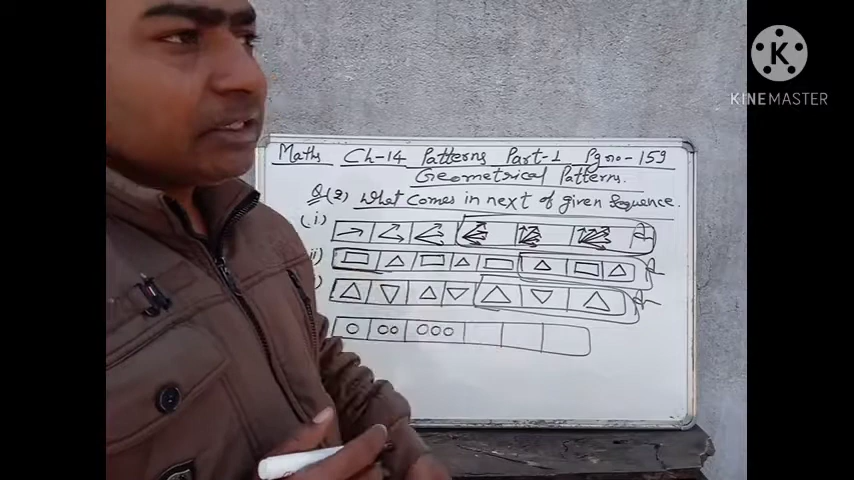 K
KINEMASTER
Maths Ch-14 Patterns Part-1 Pg no-159
Geometrical Patterns.
Q(2) What Comes in next of given Sequence.
(i)
ii)
)